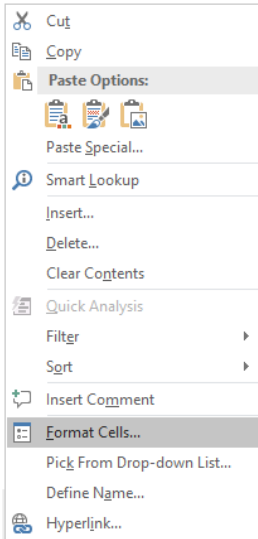 Cut
Copy
Paste Options:
a
Paste Special...
Smart Lookup
Insert...
Delete...
Clear Contents
Quick Analysis
Filter
Sort
Insert Comment
Format Cells...
Pick From Drop-down List...
Define Name...
Hyperlink...